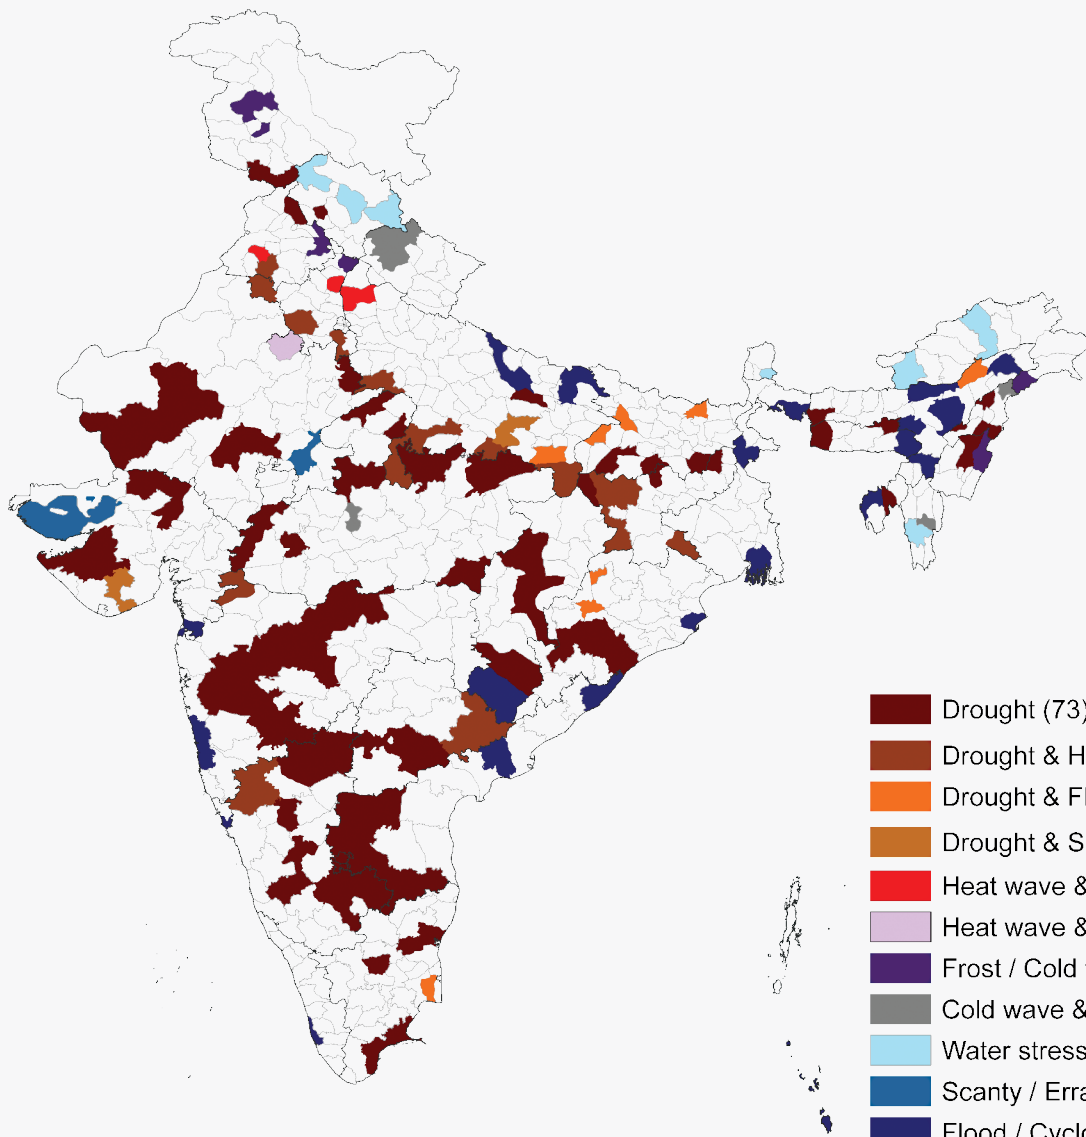 Drought (73)
Drought & H
Drought & Fl
Drought & S
Heat wave &
Heat wave &
Frost / Cold
Cold wave &
Water stress
Scanty / Erra
Flood / Cyclo